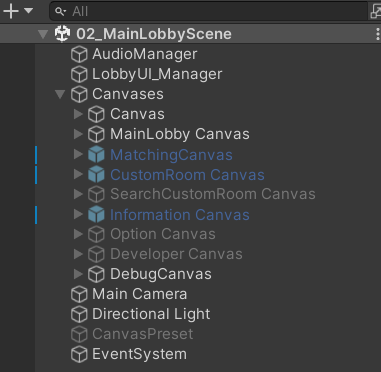 All
02_MainLobbyScene
AudioManager
LobbyUI_Manager
Canvases
Canvas
MainLobby Canvas
MatchingCanvas
CustomRoom Canvas
SearchCustomRoom Canvas
Information Canvas
Option Canvas
Developer Canvas
DebugCanvas
Main Camera
Directional Light
CanvasPreset
EventSystem